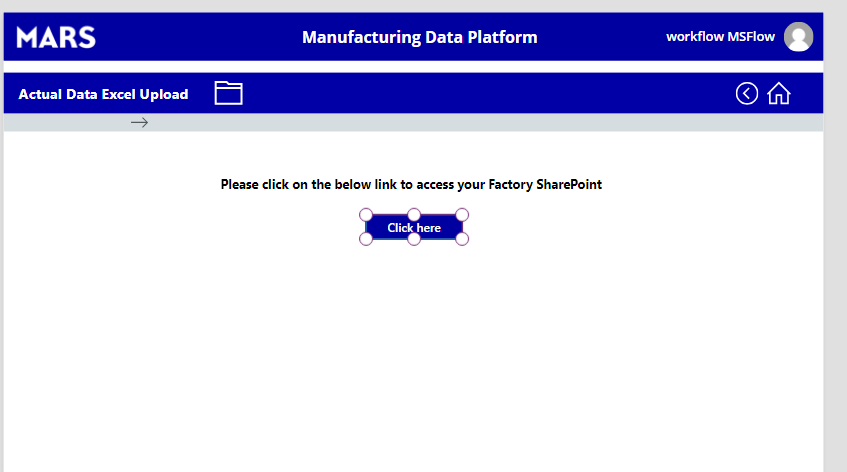 MARS
Manufacturing Data Platform
workflow MSFlow
Actual Data Excel Upload
Please click on the below link to access your Factory SharePoint
Click here